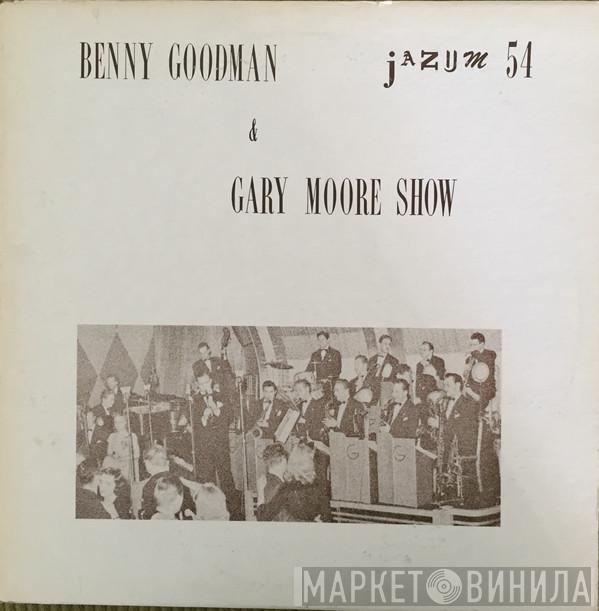 BENNY GOODMAN
jAZUM 54
&
GARY MOORE SHOW
G G
МАРКЕТ ВИНИЛА